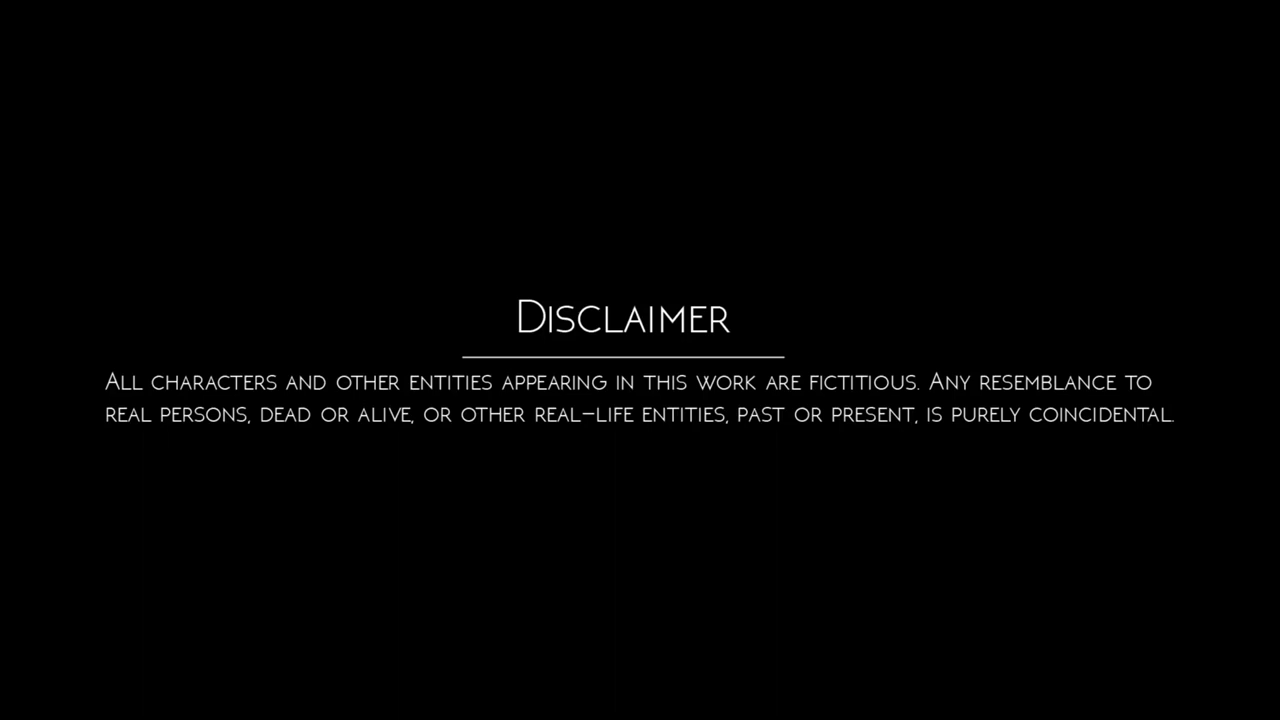 Disclaimer
All characters and other entities appearing in this work are fictitious. Any resemblance to
real persons, dead or alive, or other real-life entities, past or present, is purely coincidental.